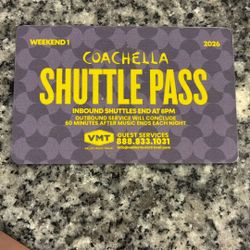 WEEKEND 1
2026
COACHELLA
SHUTTLE PASS
INBOUND SHUTTLES END AT 6PM
OUTBOUND SERVICE WILL CONCLUDE
60 MINUTES AFTER MUSIC ENDS EACH NIGHT.
VMT
GUEST SERVICES
888.833.1031